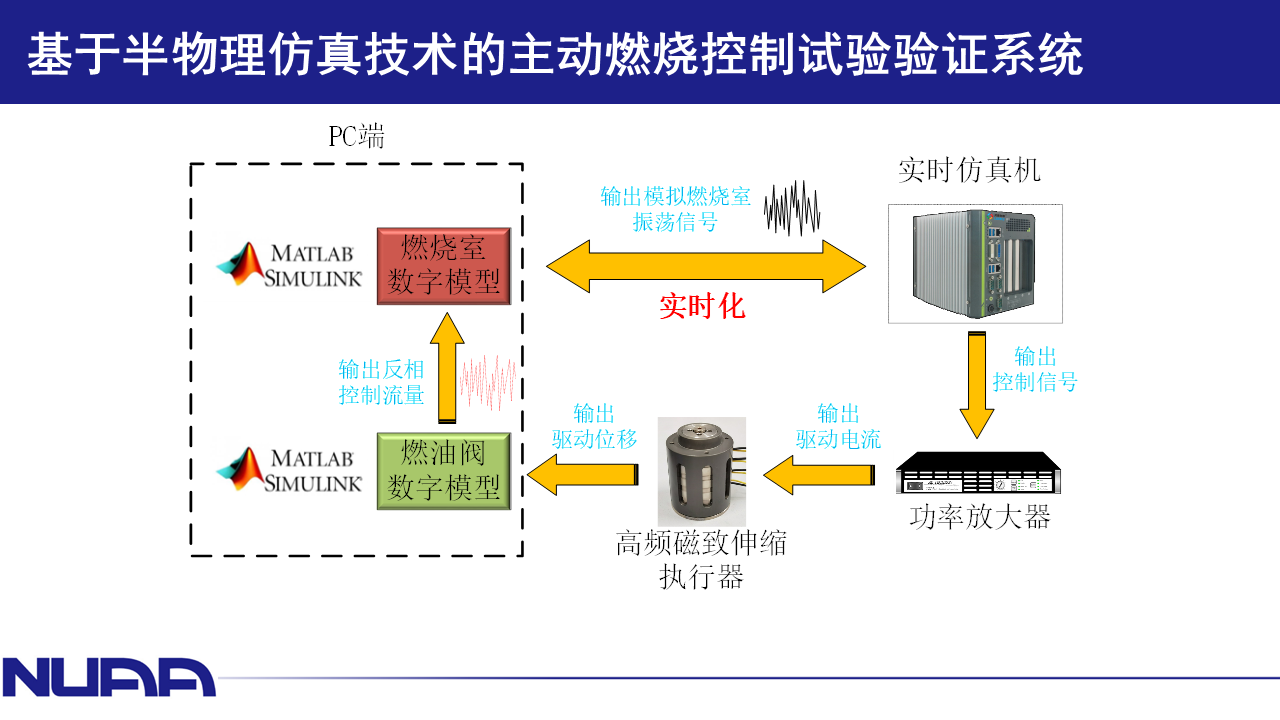 基于半物理仿真技术的主动燃烧控制试验验证系统
PC端
实时仿真机
输出模拟燃烧室
振荡信号
MATLAB
SIMULINK
燃烧室
数字模型
实时化
输出反相
控制流量
输出
控制信号
输出
驱动位移
输出
驱动电流
MATLAB
SIMULINK
燃油阀
数字模型
功率放大器
高频磁致伸缩
执行器
NUAA